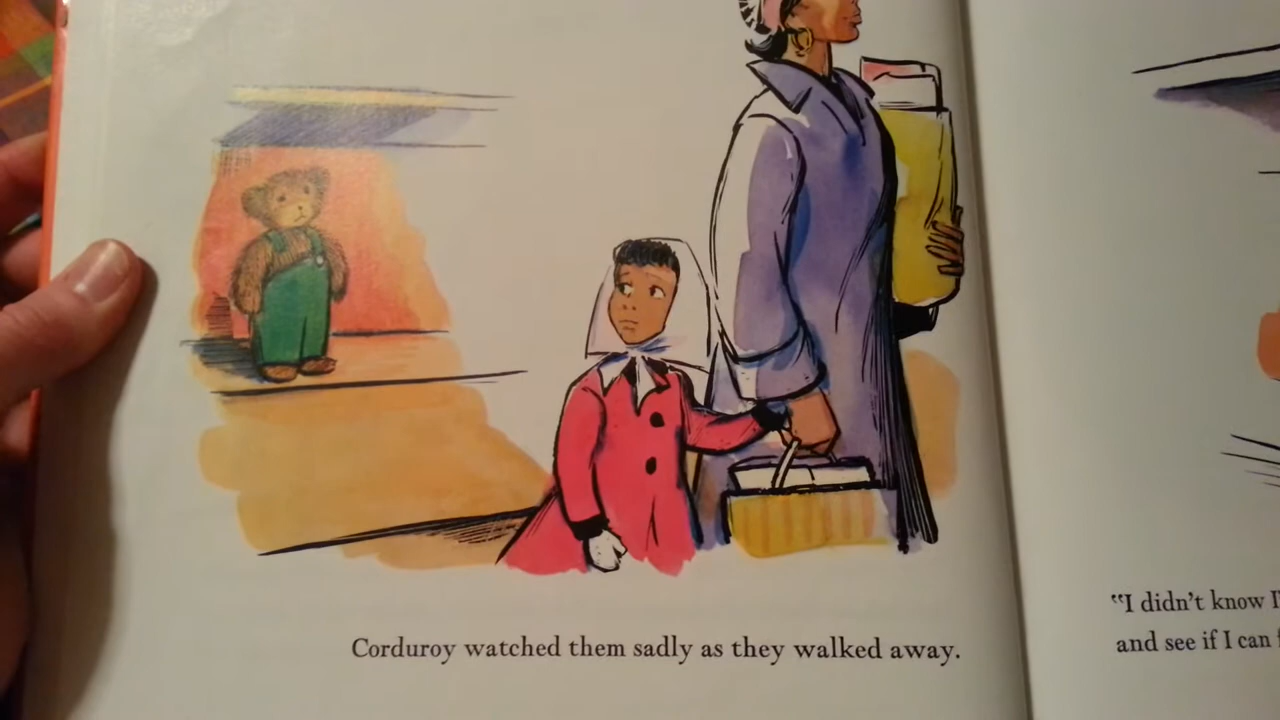 Corduroy watched them sadly as they walked away.
“I didn't know
and see if I can